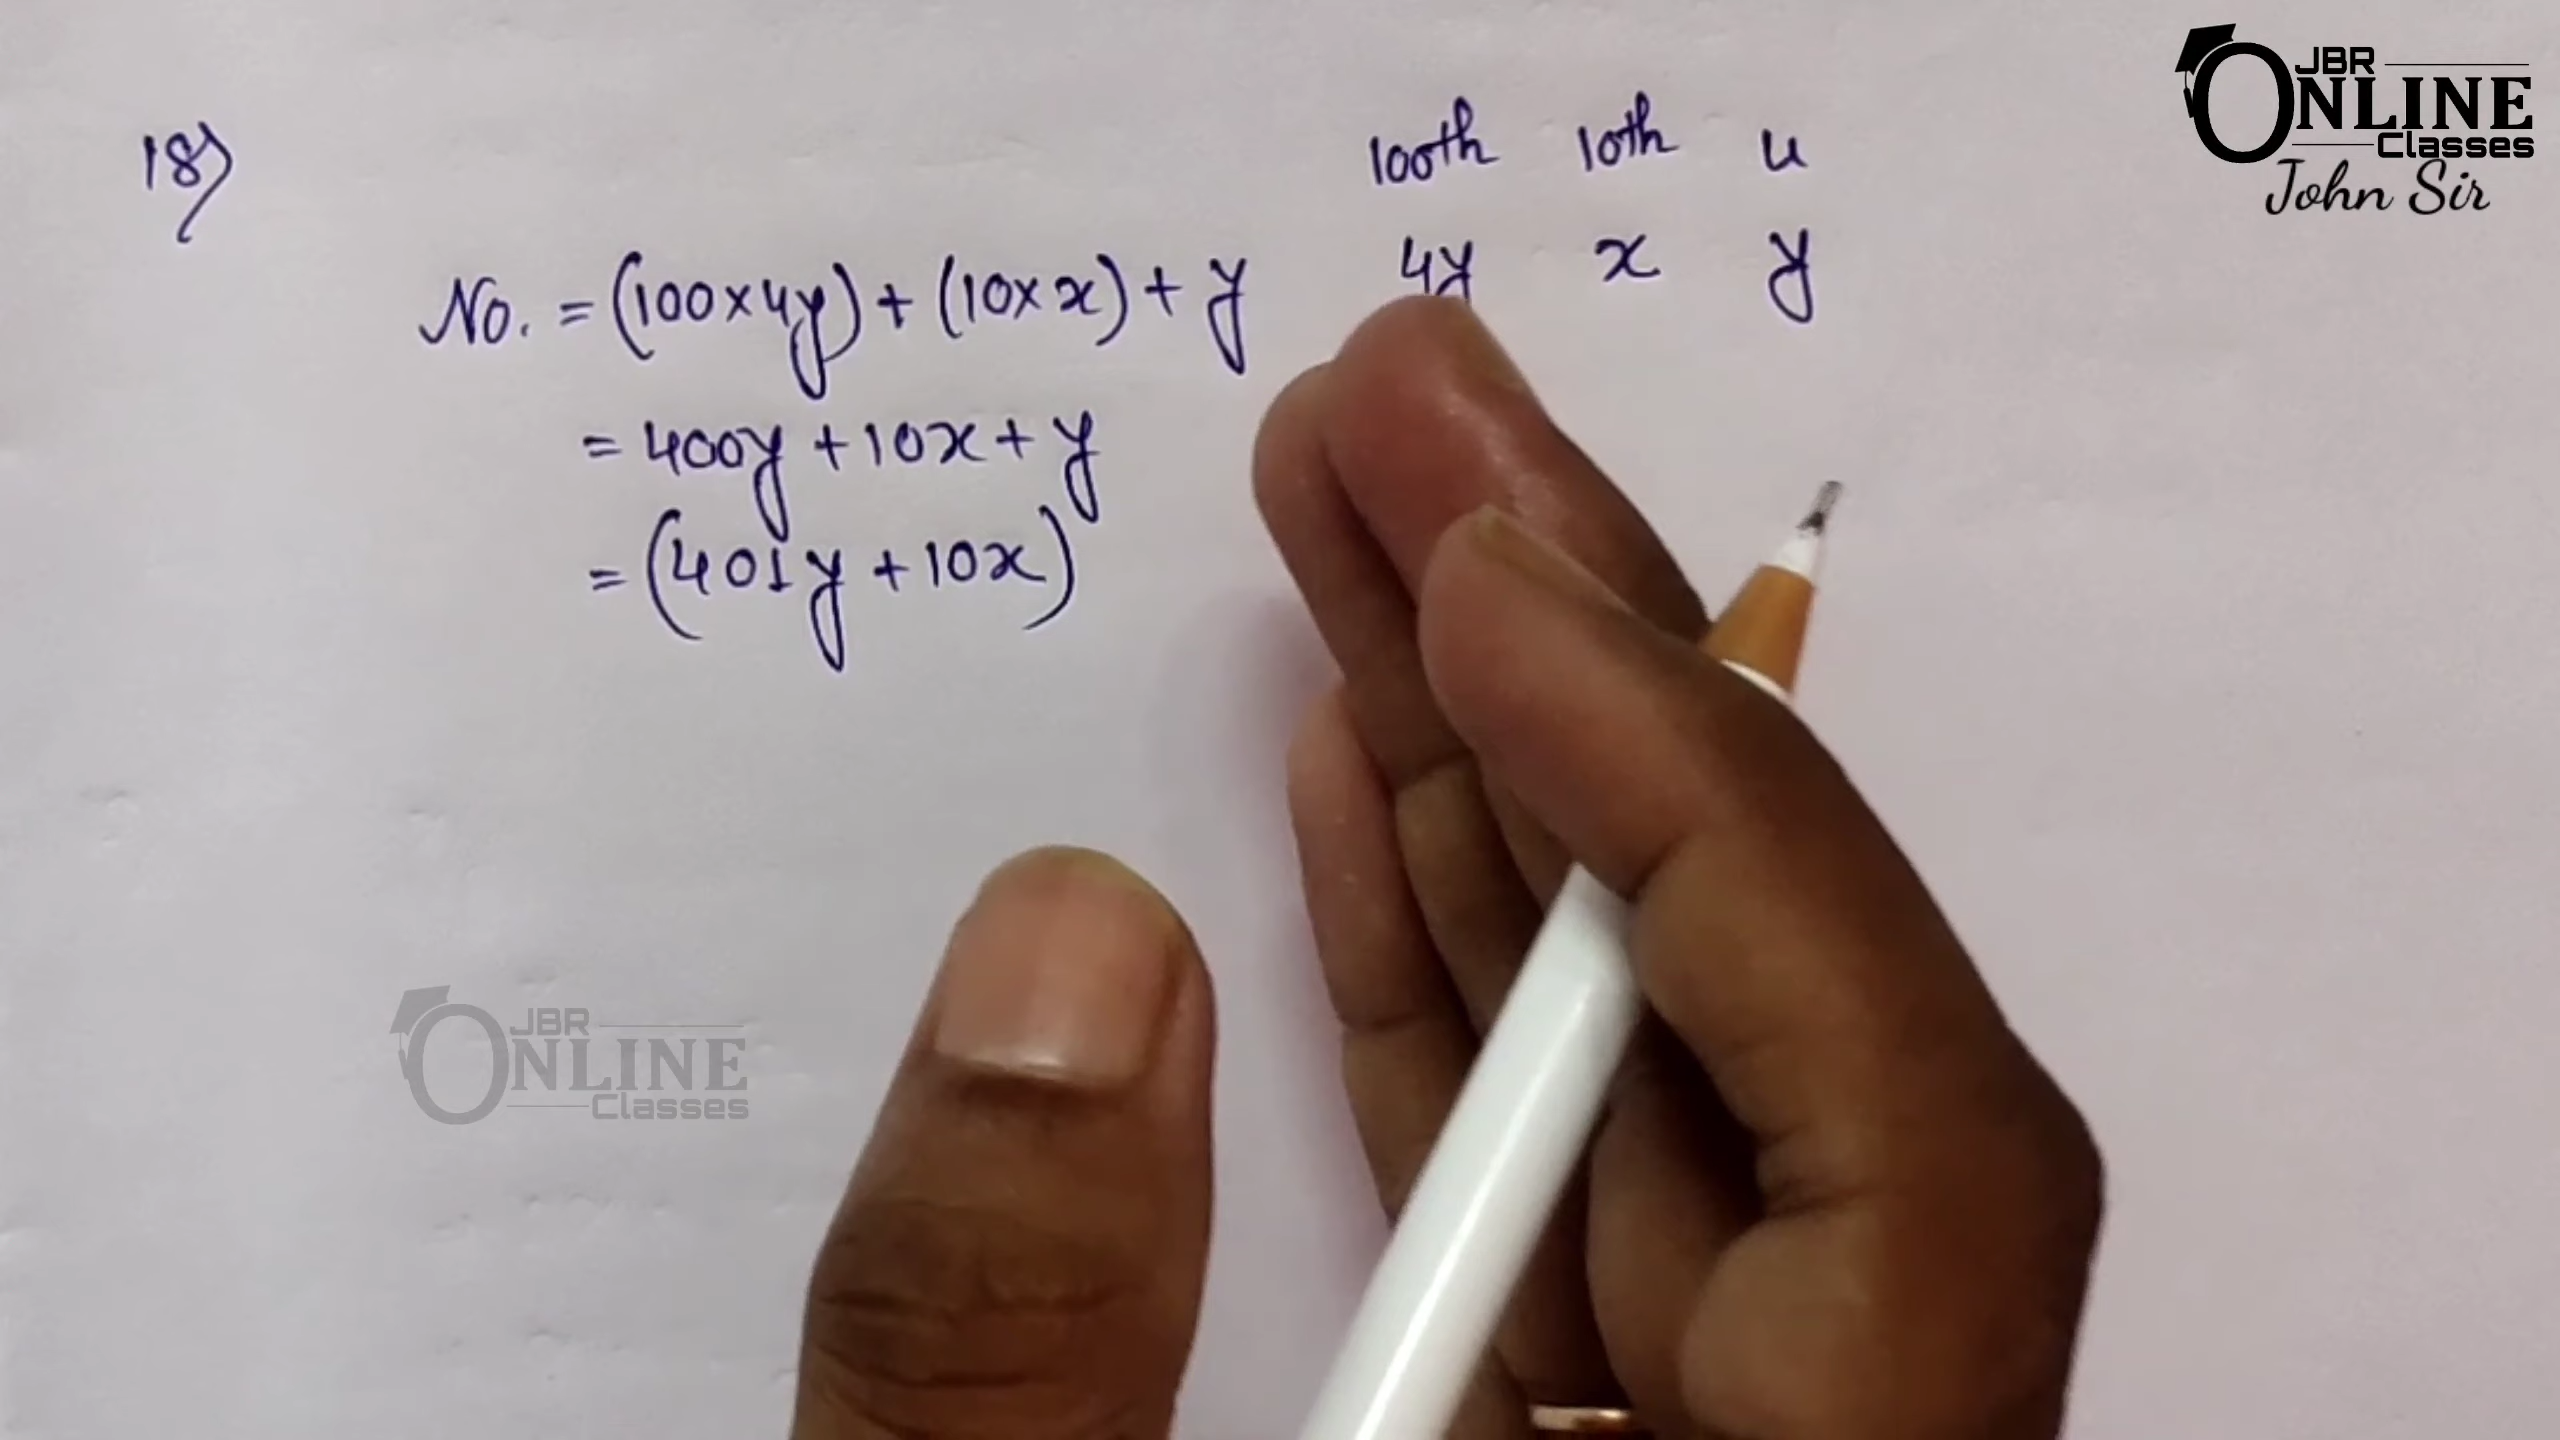 JBR
ONLINE
Classes
John Sir
18)
100th 10th u
4y x y
No. = (100×4y) + (10×x) + y
= 400y + 10x + y
= (401y + 10x)
JBR
ONLINE
Classes